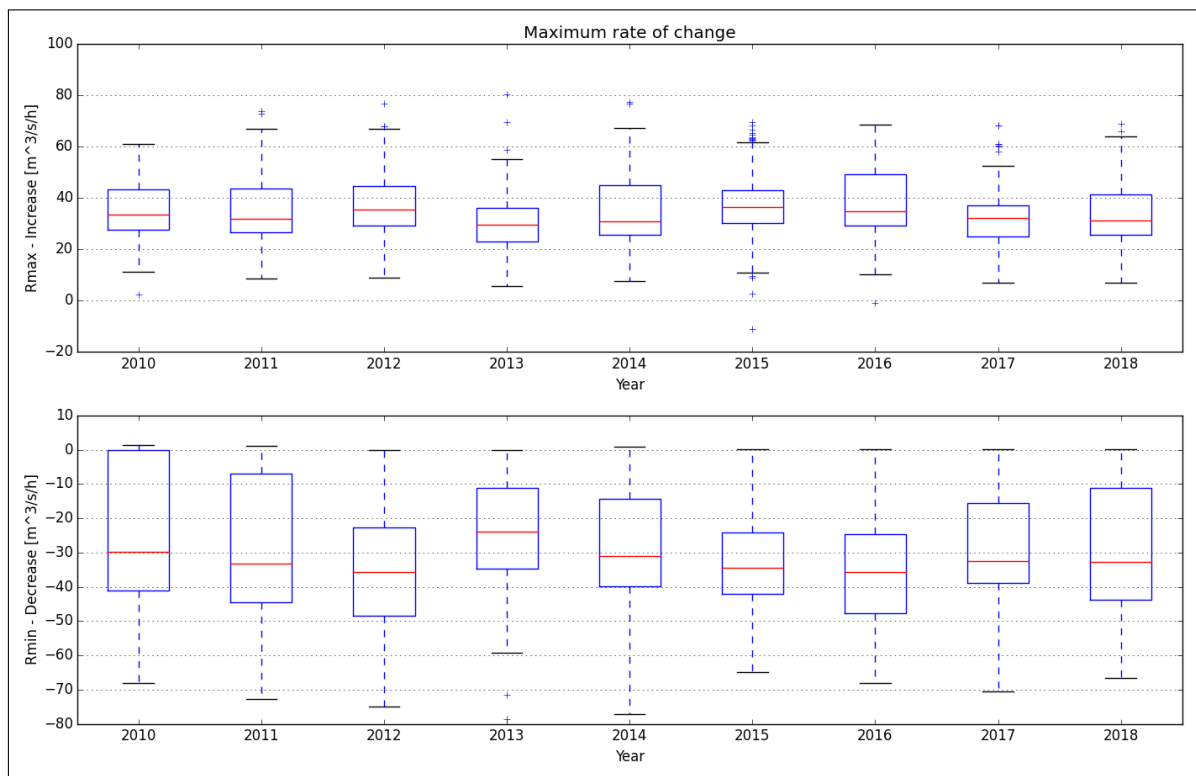 Maximum rate of change
Rmax - Increase [m^3/s/h]
100
80
60
40
20
0
−20
2010 2011 2012 2013 2014 2015 2016 2017 2018
Year
Rmin - Decrease [m^3/s/h]
10
0
−10
−20
−30
−40
−50
−60
−70
−80
2010 2011 2012 2013 2014 2015 2016 2017 2018
Year